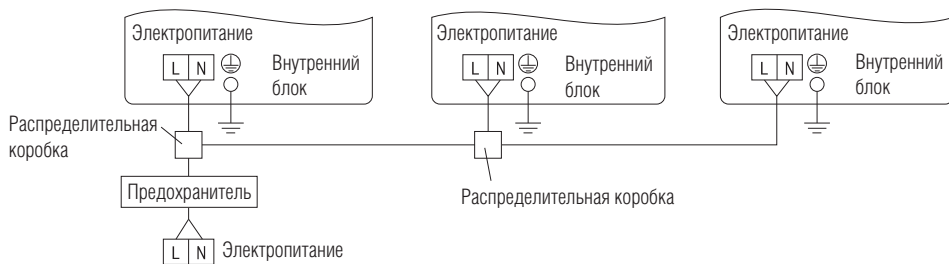 Электропитание
L N
Внутренний
блок
Электропитание
L N
Внутренний
блок
Электропитание
L N
Внутренний
блок
Распределительная
коробка
Распределительная коробка
Предохранитель
L N Электропитание